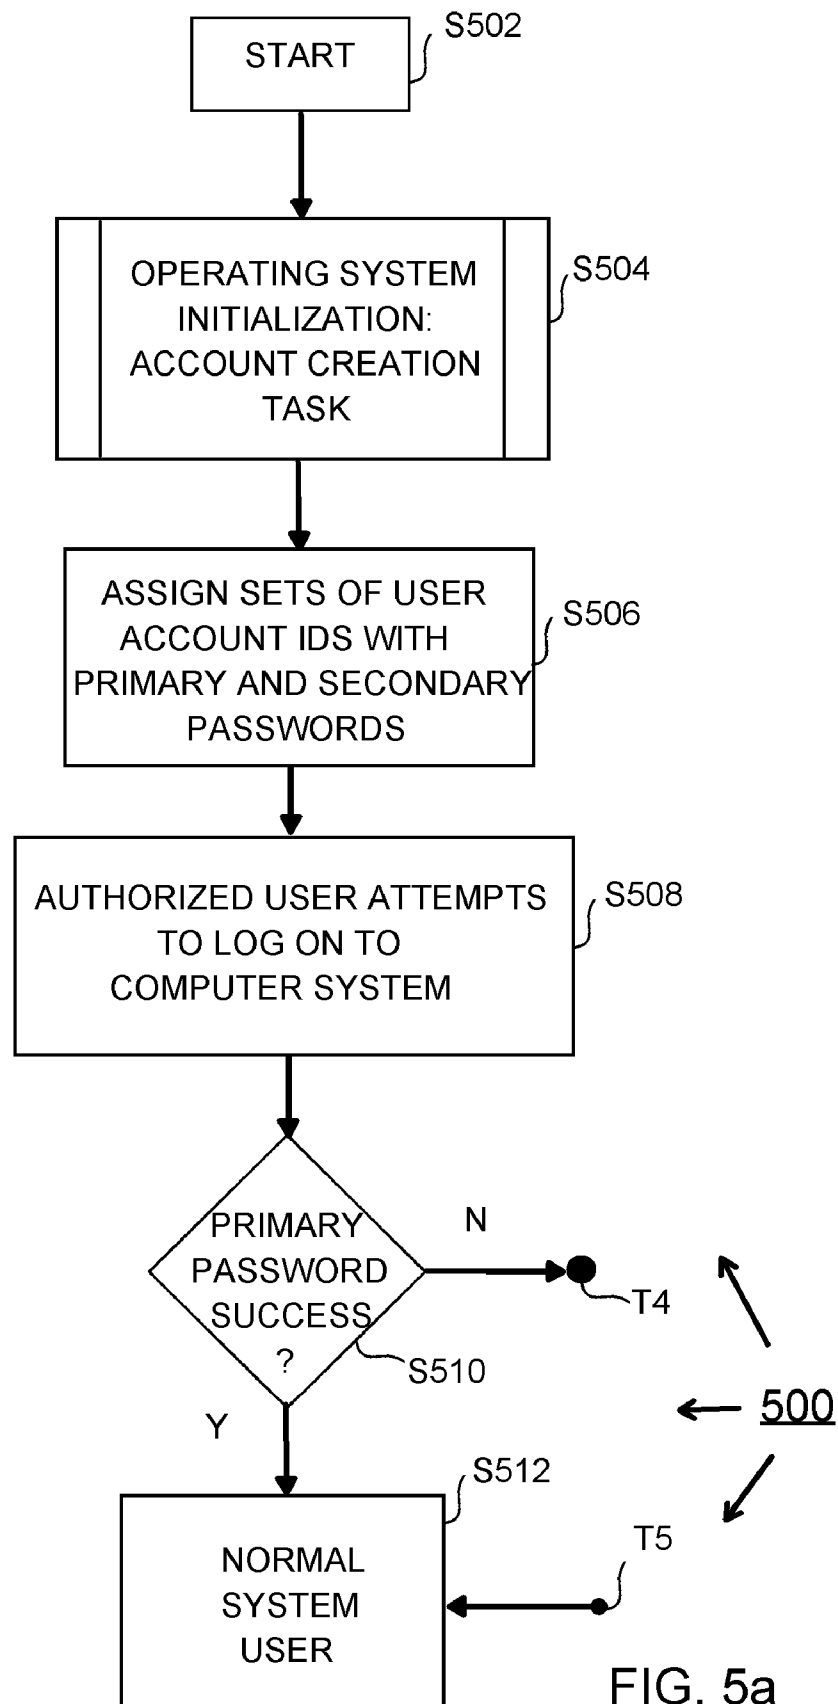 START
S502
OPERATING SYSTEM
INITIALIZATION:
ACCOUNT CREATION
TASK
S504
ASSIGN SETS OF USER
ACCOUNT IDS WITH
PRIMARY AND SECONDARY
PASSWORDS
S506
AUTHORIZED USER ATTEMPTS
TO LOG ON TO
COMPUTER SYSTEM
S508
PRIMARY
PASSWORD
SUCCESS
?
S510
N
T4
500
Y
S512
NORMAL
SYSTEM
USER
T5
FIG. 5a